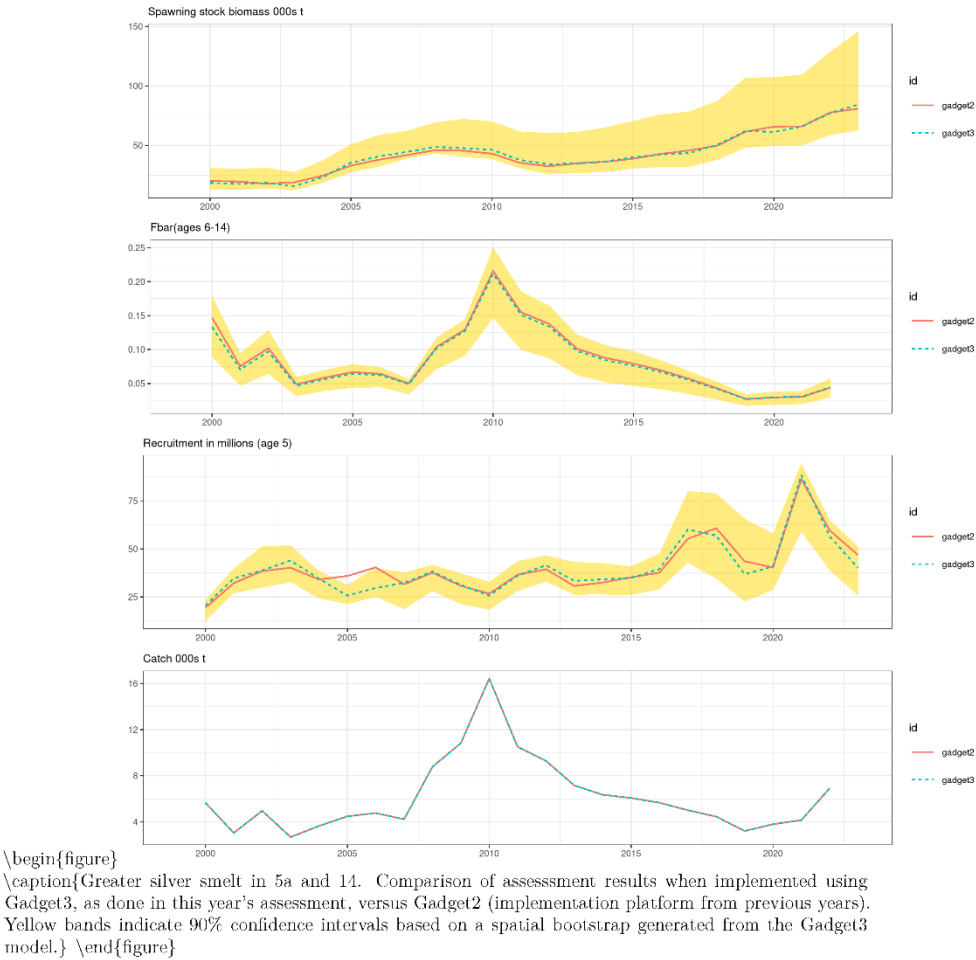 Spawning stock biomass 000s t
150
100
50
2000 2005 2010 2015 2020
id
gadget2
gadget3
Fbar(ages 6-14)
0.25
0.20
0.15
0.10
0.05
2000 2005 2010 2015 2020
id
gadget2
gadget3
Recruitment in millions (age 5)
75
50
25
2000 2005 2010 2015 2020
id
gadget2
gadget3
Catch 000s t
16
12
8
4
2000 2005 2010 2015 2020
id
gadget2
gadget3
\begin{figure}
\caption{Greater silver smelt in 5a and 14. Comparison of assesssment results when implemented using
Gadget3, as done in this year's assessment, versus Gadget2 (implementation platform from previous years).
Yellow bands indicate 90% confidence intervals based on a spatial bootstrap generated from the Gadget3
model.} \end{figure}